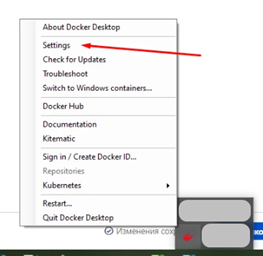 About Docker Desktop
Settings
Check for Updates
Troubleshoot
Switch to Windows containers...
Docker Hub
Documentation
Kitematic
Sign in / Create Docker ID...
Repositories
Kubernetes
Restart...
Quit Docker Desktop
Изменения сох
ко